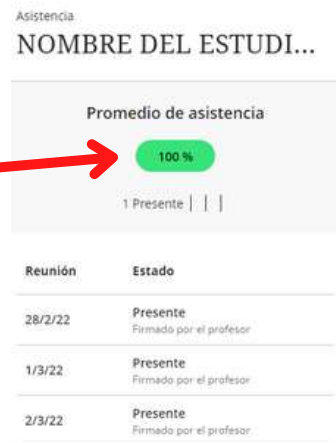 Asistencia
NOMBRE DEL ESTUDI...
Promedio de asistencia
100 %
1 Presente | | |
Reunión Estado
28/2/22 Presente
Firmado por el profesor
1/3/22 Presente
Firmado por el profesor
2/3/22 Presente
Firmado por el profesor